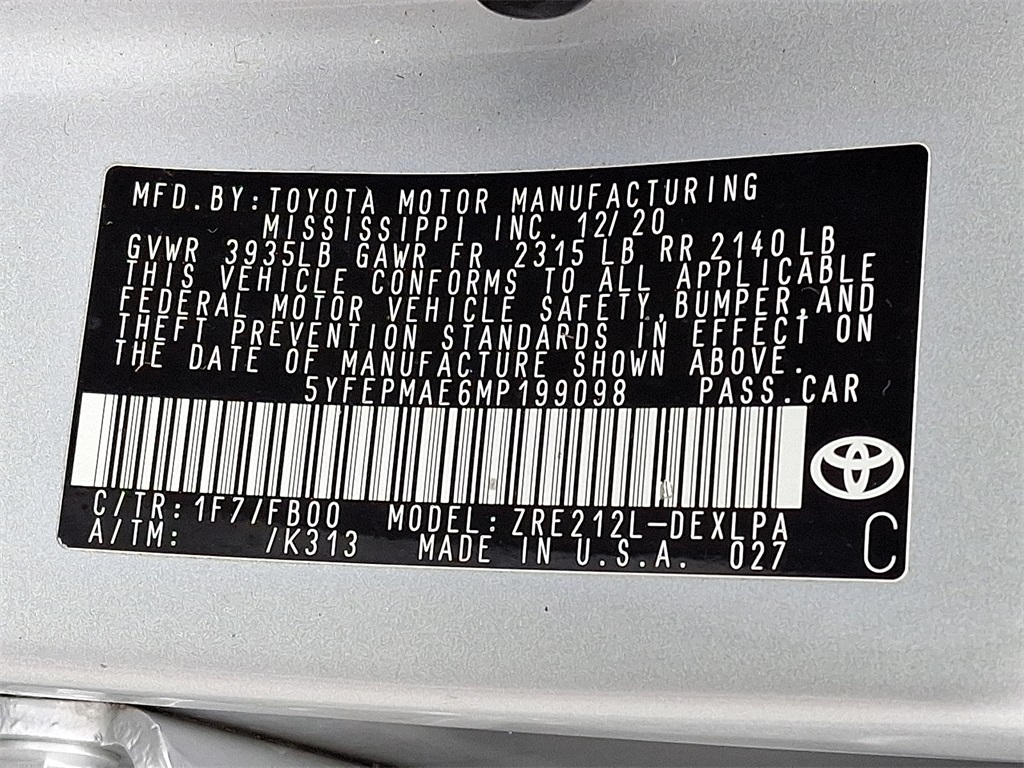 MFD.BY:TOYOTA MOTOR MANUFACTURING
MISSISSIPPI INC. 12/20
GVWR 3935LB GAWR FR 2315LB RR 2140LB
THIS VEHICLE CONFORMS TO ALL APPLICABLE
FEDERAL MOTOR VEHICLE SAFETY,BUMPER,AND
THEFT PREVENTION STANDARDS IN EFFECT ON
THE DATE OF MANUFACTURE SHOWN ABOVE.
5YFEPMAE6MP199098 PASS.CAR
C/TR:1F7/FB00 MODEL:ZRE212L-DEXLPA
A/TM: /K313 MADE IN U.S.A. 027
C